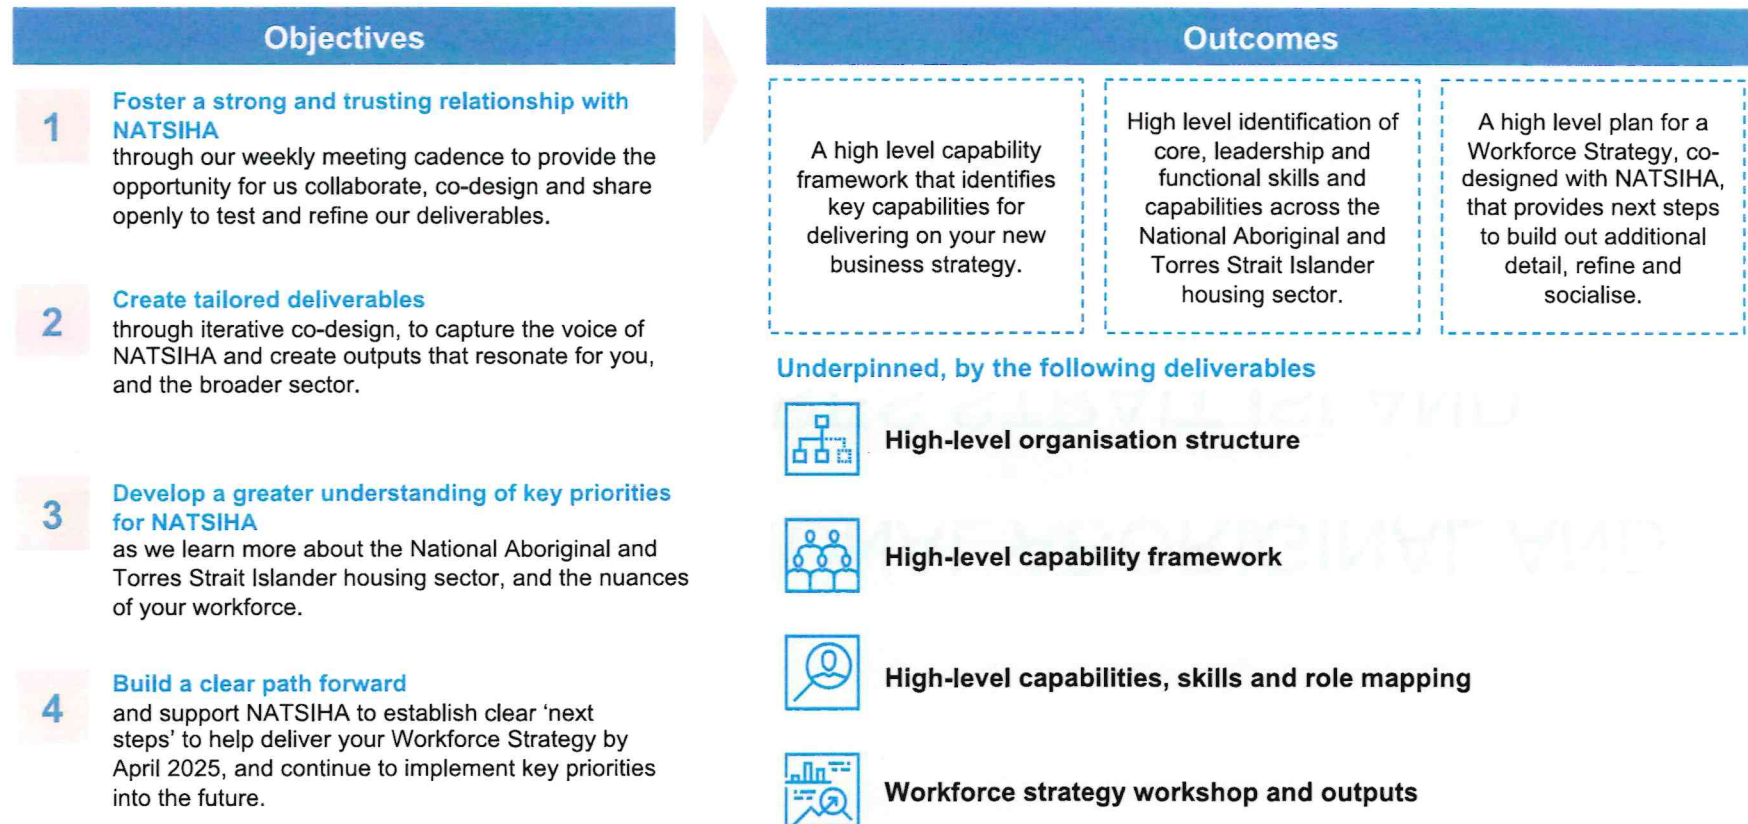 Objectives
1
Foster a strong and trusting relationship with
NATSIHA
through our weekly meeting cadence to provide the
opportunity for us collaborate, co-design and share
openly to test and refine our deliverables.
2
Create tailored deliverables
through iterative co-design, to capture the voice of
NATSIHA and create outputs that resonate for you,
and the broader sector.
3
Develop a greater understanding of key priorities
for NATSIHA
as we learn more about the National Aboriginal and
Torres Strait Islander housing sector, and the nuances
of your workforce.
4
Build a clear path forward
and support NATSIHA to establish clear ‘next
steps’ to help deliver your Workforce Strategy by
April 2025, and continue to implement key priorities
into the future.
Outcomes
A high level capability
framework that identifies
key capabilities for
delivering on your new
business strategy.
High level identification of
core, leadership and
functional skills and
capabilities across the
National Aboriginal and
Torres Strait Islander
housing sector.
A high level plan for a
Workforce Strategy, co-
designed with NATSIHA,
that provides next steps
to build out additional
detail, refine and
socialise.
Underpinned, by the following deliverables
High-level organisation structure
High-level capability framework
High-level capabilities, skills and role mapping
Workforce strategy workshop and outputs